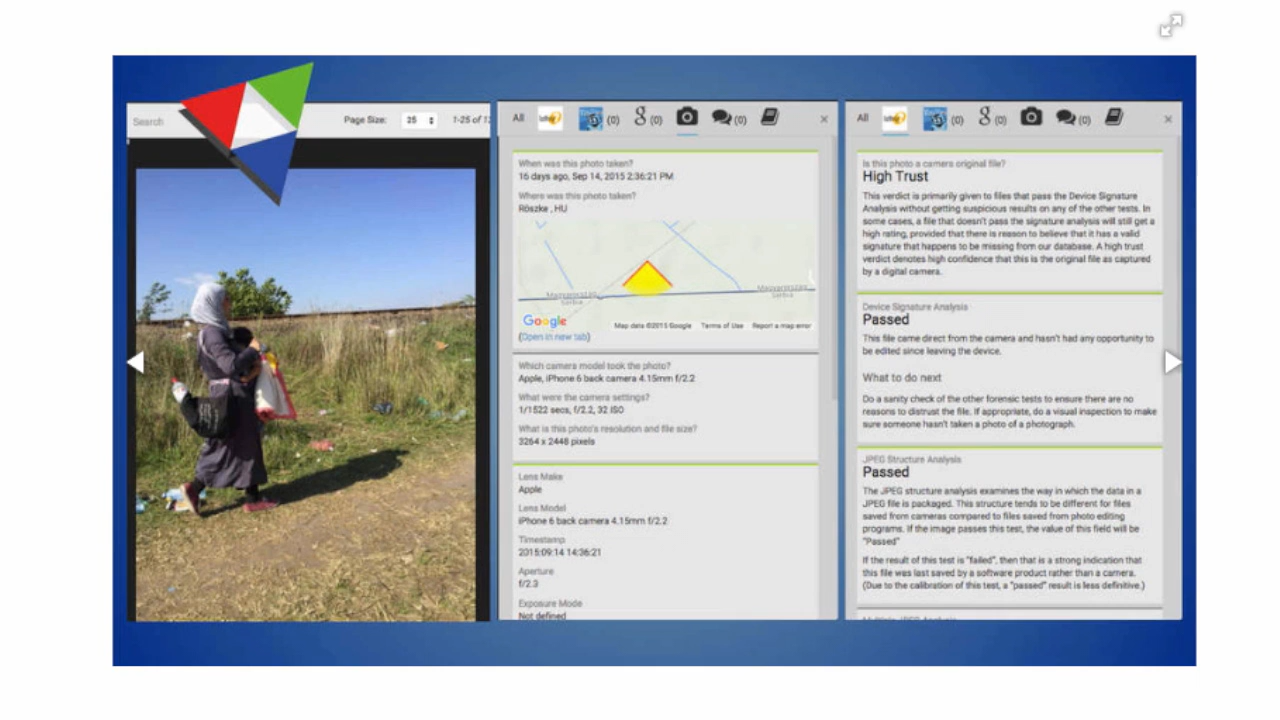 Search
Page Size:
25
1-25 of
All
(0)
(0)
(0)
When was this photo taken?
16 days ago, Sep 14, 2015 2:36:21 PM
Where was this photo taken?
Röszke , HU
Magyarország
Serbia
Magyarország
Serbia
Google
Map data ©2015 Google
Terms of Use
Report a map error
(Open in new tab)
Which camera model took the photo?
Apple, iPhone 6 back camera 4.15mm f/2.2
What were the camera settings?
1/1522 secs, f/2.2, 32 ISO
What is this photo's resolution and file size?
3264 x 2448 pixels
Lens Make
Apple
Lens Model
iPhone 6 back camera 4.15mm f/2.2
Timestamp
2015:09:14 14:36:21
Aperture
f/2.3
Exposure Mode
Not defined
All
(0)
(0)
(0)
Is this photo a camera original file?
High Trust
This verdict is primarily given to files that pass the Device Signature
Analysis without getting suspicious results on any of the other tests. In
some cases, a file that doesn't pass the signature analysis will still get a
high rating, provided that there is reason to believe that it has a valid
signature that happens to be missing from our database. A high trust
verdict denotes high confidence that this is the original file as captured
by a digital camera.
Device Signature Analysis
Passed
This file came direct from the camera and hasn't had any opportunity to
be edited since leaving the device.
What to do next
Do a sanity check of the other forensic tests to ensure there are no
reasons to distrust the file. If appropriate, do a visual inspection to make
sure someone hasn't taken a photo of a photograph.
JPEG Structure Analysis
Passed
The JPEG structure analysis examines the way in which the data in a
JPEG file is packaged. This structure tends to be different for files
saved from cameras compared to files saved from photo editing
programs. If the image passes this test, the value of this field will be
"Passed"
If the result of this test is "failed", then that is a strong indication that
this file was last saved by a software product rather than a camera.
(Due to the calibration of this test, a "passed" result is less definitive.)